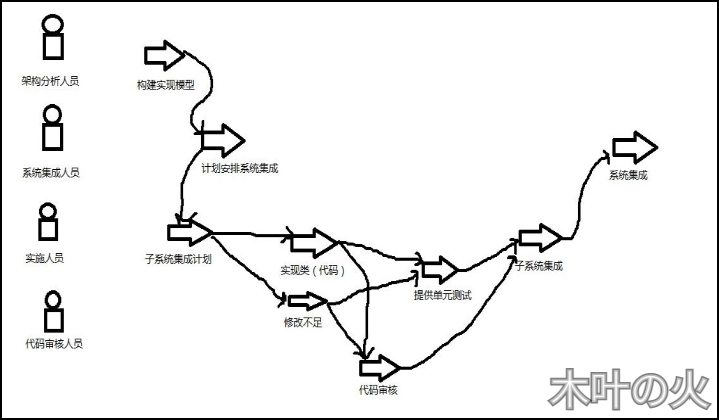 架构分析人员
构建实现模型
系统集成人员
计划安排系统集成
系统集成
实施人员
子系统集成计划
实现类（代码）
提供单元测试
子系统集成
修改不足
代码审核人员
代码审核
木叶の火